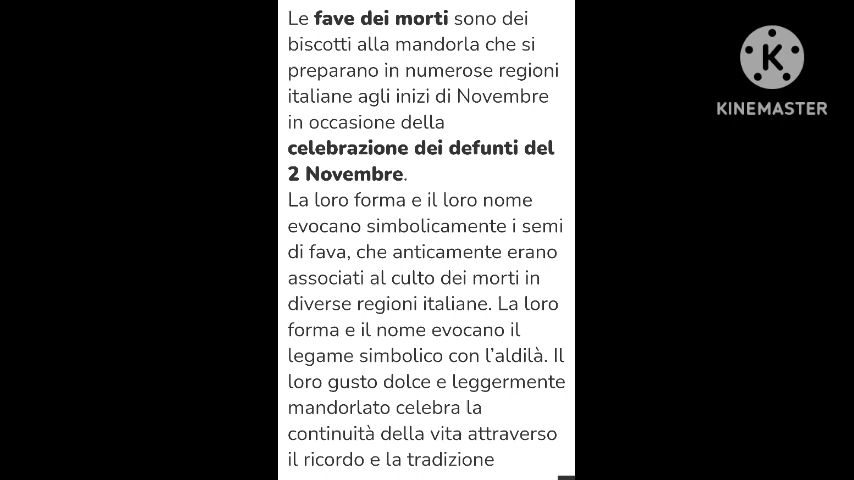 Le fave dei morti sono dei
biscotti alla mandorla che si
preparano in numerose regioni
italiane agli inizi di Novembre
in occasione della
celebrazione dei defunti del
2 Novembre.
La loro forma e il loro nome
evocano simbolicamente i semi
di fava, che anticamente erano
associati al culto dei morti in
diverse regioni italiane. La loro
forma e il nome evocano il
legame simbolico con l'aldilà. Il
loro gusto dolce e leggermente
mandorlato celebra la
continuità della vita attraverso
il ricordo e la tradizione
K
KINEMASTER